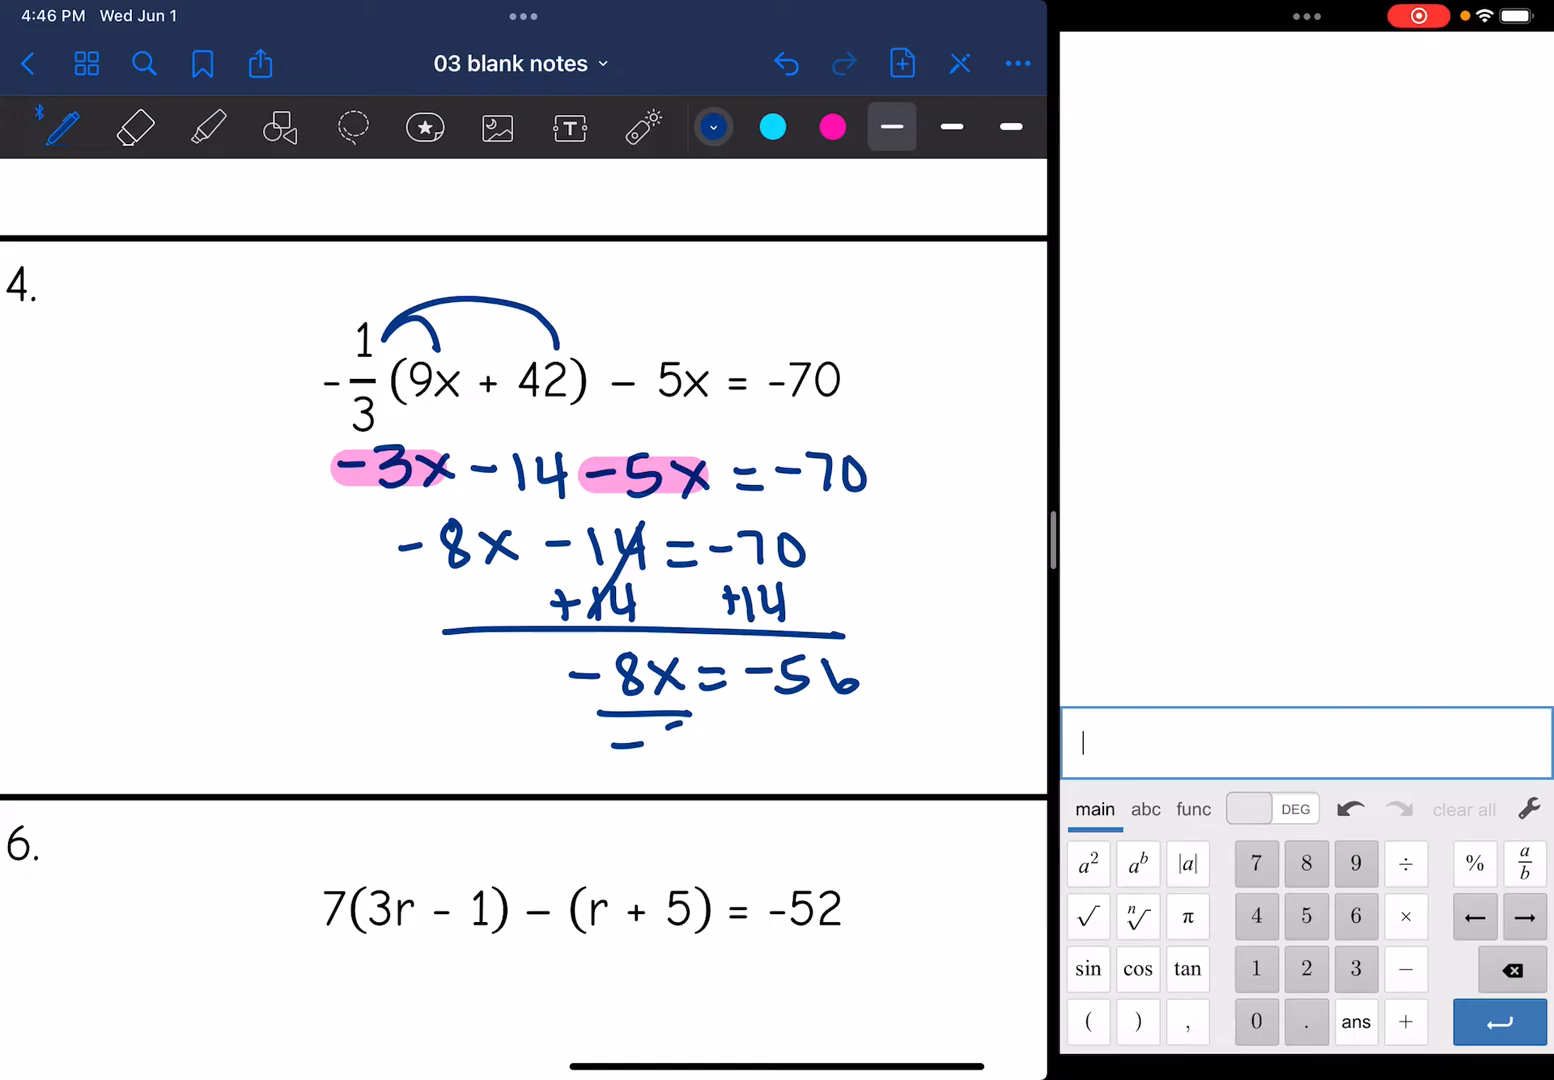 4:46 PM Wed Jun 1
03 blank notes
T
4.
-1/3(9x + 42) – 5x = -70
-3x -14 -5x = -70
-8x -14 = -70
+14 +14
-8x = -56
6.
7(3r - 1) – (r + 5) = -52
main abc func DEG clear all
a² aᵇ |a| 7 8 9 ÷ % a/b
√ ⁿ√ π 4 5 6 × ← →
sin cos tan 1 2 3 −
( ) , 0 . ans +